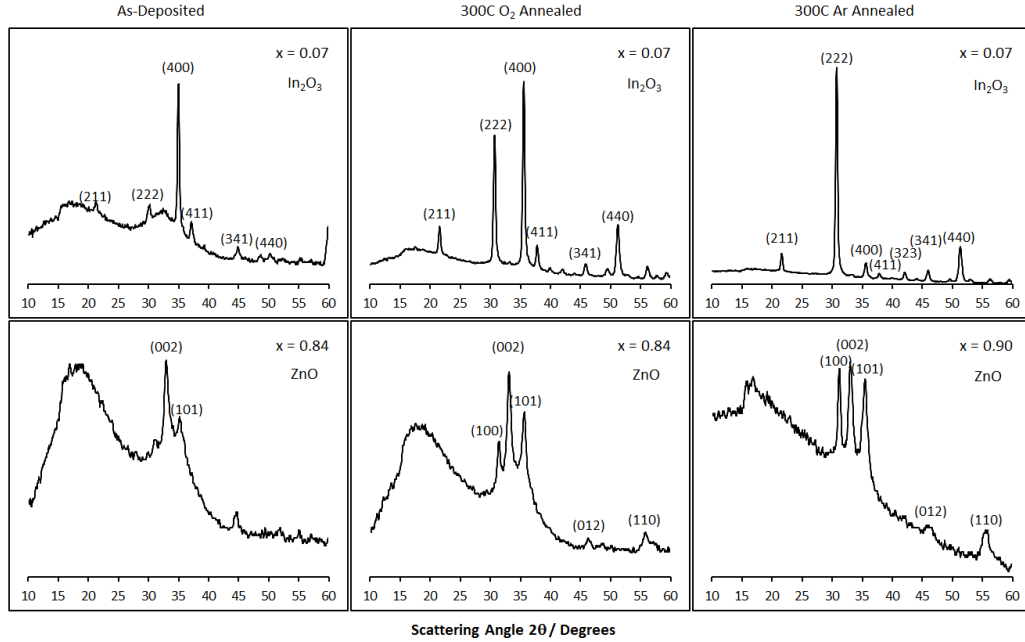 As-Deposited
300C O₂ Annealed
300C Ar Annealed
x = 0.07
In₂O₃
(400)
(211)
(222)
(411)
(341)
(440)
10 15 20 25 30 35 40 45 50 55 60
x = 0.07
In₂O₃
(400)
(222)
(211)
(411)
(341)
(440)
10 15 20 25 30 35 40 45 50 55 60
x = 0.07
In₂O₃
(222)
(211)
(400)
(411)
(323)
(341)
(440)
10 15 20 25 30 35 40 45 50 55 60
x = 0.84
ZnO
(002)
(101)
10 15 20 25 30 35 40 45 50 55 60
x = 0.84
ZnO
(002)
(101)
(100)
(012)
(110)
10 15 20 25 30 35 40 45 50 55 60
x = 0.90
ZnO
(002)
(100)
(101)
(012)
(110)
10 15 20 25 30 35 40 45 50 55 60
Scattering Angle 2θ / Degrees